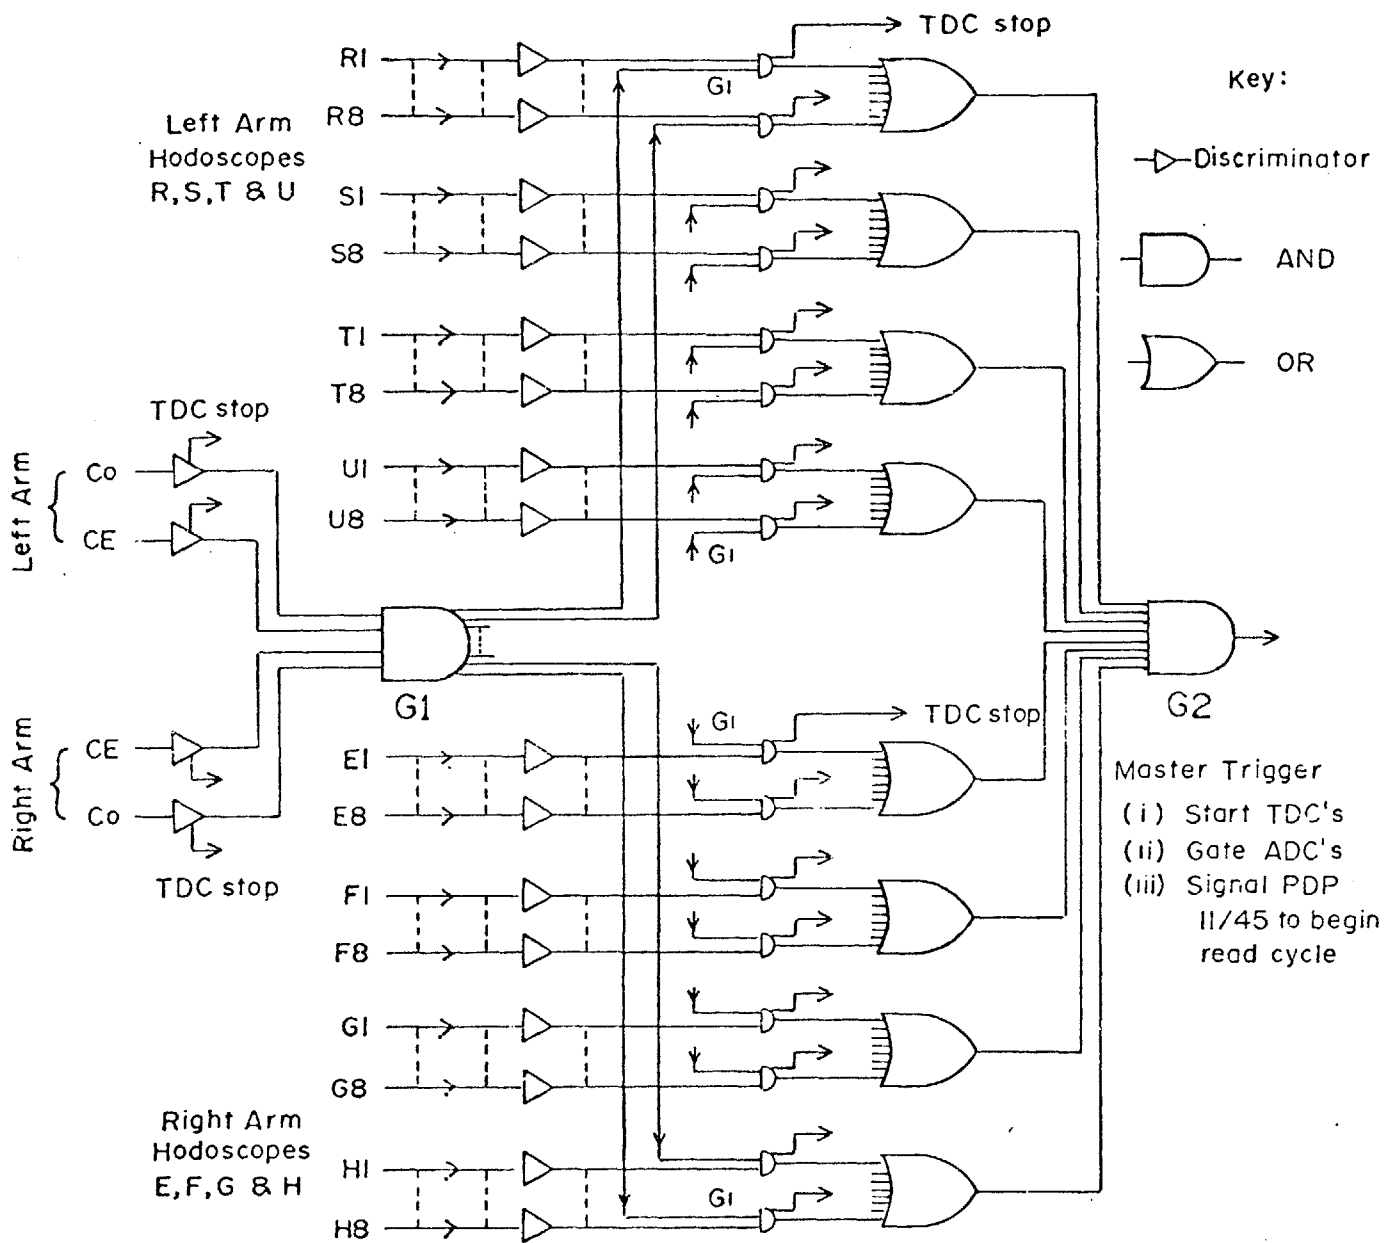 TDC stop
R1
G1
R8
Left Arm
Hodoscopes
R, S, T & U
S1
S8
T1
T8
U1
U8
G1
Key:
Discriminator
AND
OR
TDC stop
Left Arm
Co
CE
G1
Right Arm
CE
Co
TDC stop
G1
TDC stop
E1
E8
F1
F8
G1
G8
Right Arm
Hodoscopes
E, F, G & H
H1
G1
H8
G2
Master Trigger
(i) Start TDC's
(ii) Gate ADC's
(iii) Signal PDP
11/45 to begin
read cycle